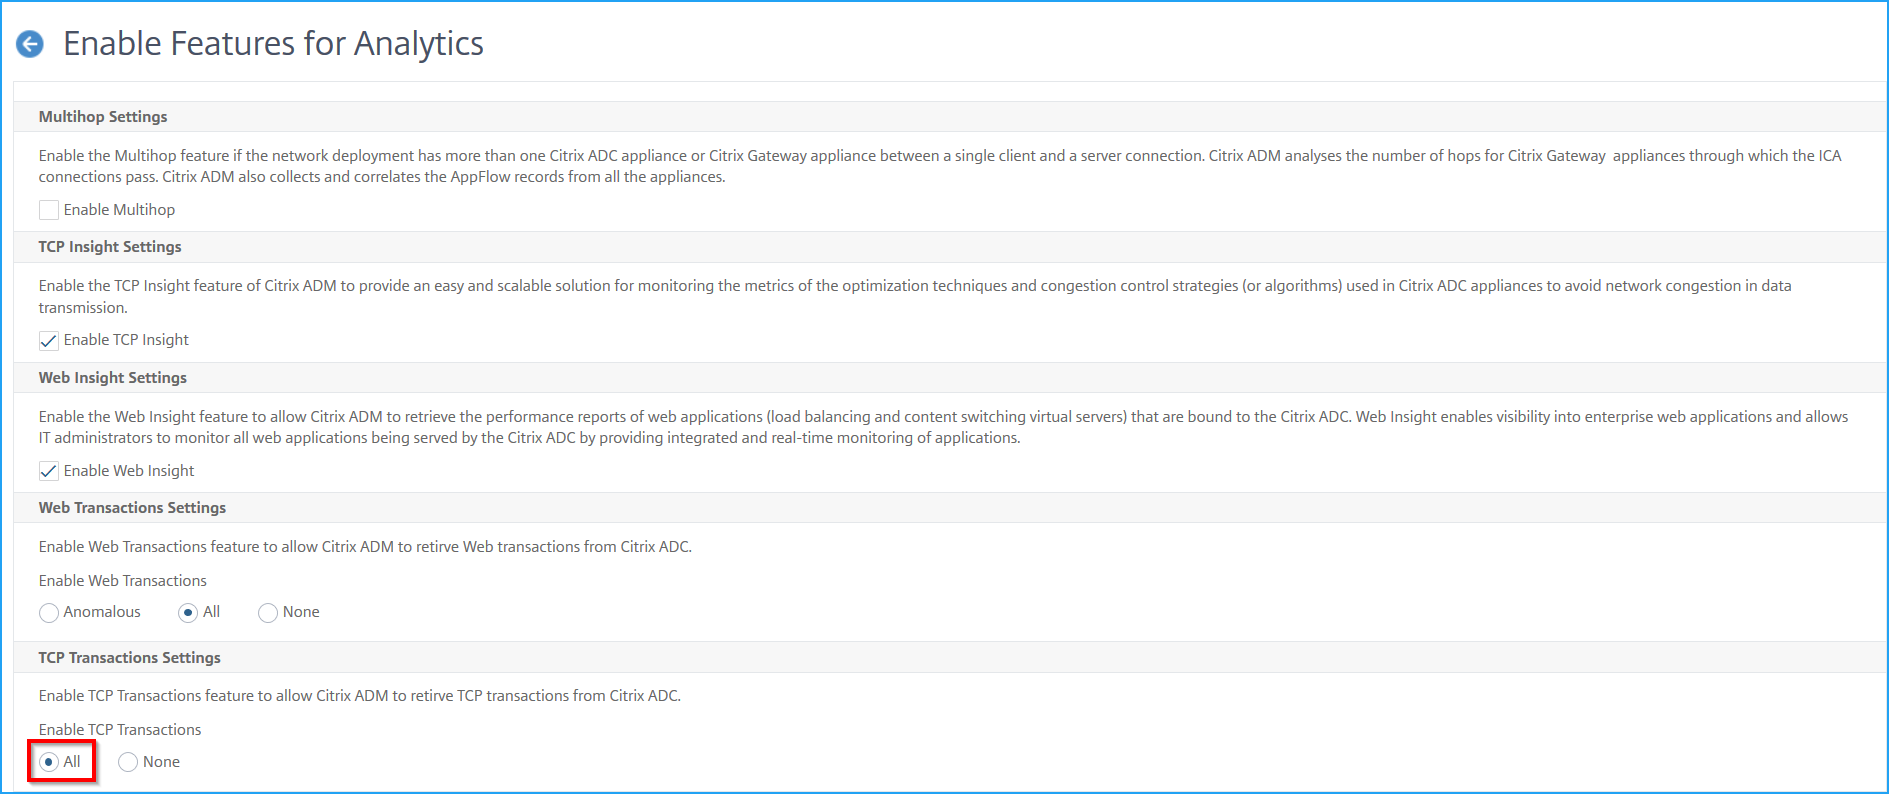 Enable Features for Analytics
Multihop Settings
Enable the Multihop feature if the network deployment has more than one Citrix ADC appliance or Citrix Gateway appliance between a single client and a server connection. Citrix ADM analyses the number of hops for Citrix Gateway appliances through which the ICA
connections pass. Citrix ADM also collects and correlates the AppFlow records from all the appliances.
Enable Multihop
TCP Insight Settings
Enable the TCP Insight feature of Citrix ADM to provide an easy and scalable solution for monitoring the metrics of the optimization techniques and congestion control strategies (or algorithms) used in Citrix ADC appliances to avoid network congestion in data
transmission.
Enable TCP Insight
Web Insight Settings
Enable the Web Insight feature to allow Citrix ADM to retrieve the performance reports of web applications (load balancing and content switching virtual servers) that are bound to the Citrix ADC. Web Insight enables visibility into enterprise web applications and allows
IT administrators to monitor all web applications being served by the Citrix ADC by providing integrated and real-time monitoring of applications.
Enable Web Insight
Web Transactions Settings
Enable Web Transactions feature to allow Citrix ADM to retirve Web transactions from Citrix ADC.
Enable Web Transactions
Anomalous All None
TCP Transactions Settings
Enable TCP Transactions feature to allow Citrix ADM to retirve TCP transactions from Citrix ADC.
Enable TCP Transactions
All None